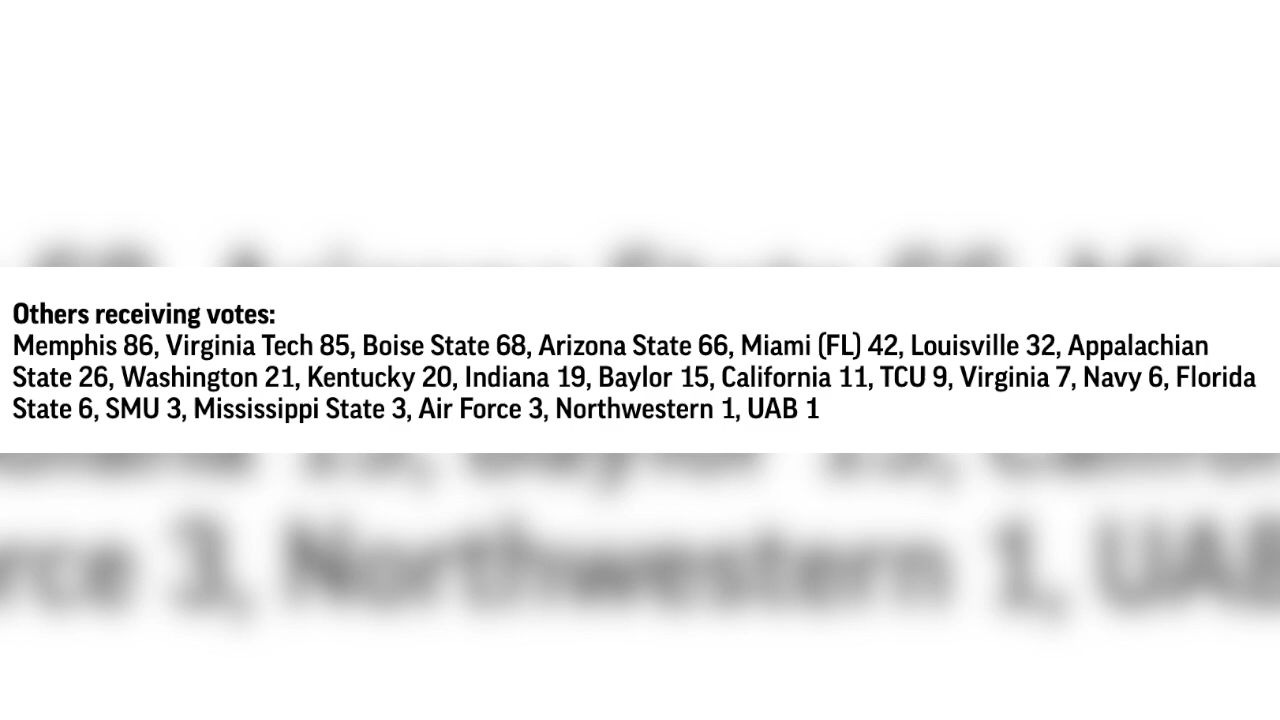 Others receiving votes:
Memphis 86, Virginia Tech 85, Boise State 68, Arizona State 66, Miami (FL) 42, Louisville 32, Appalachian
State 26, Washington 21, Kentucky 20, Indiana 19, Baylor 15, California 11, TCU 9, Virginia 7, Navy 6, Florida
State 6, SMU 3, Mississippi State 3, Air Force 3, Northwestern 1, UAB 1